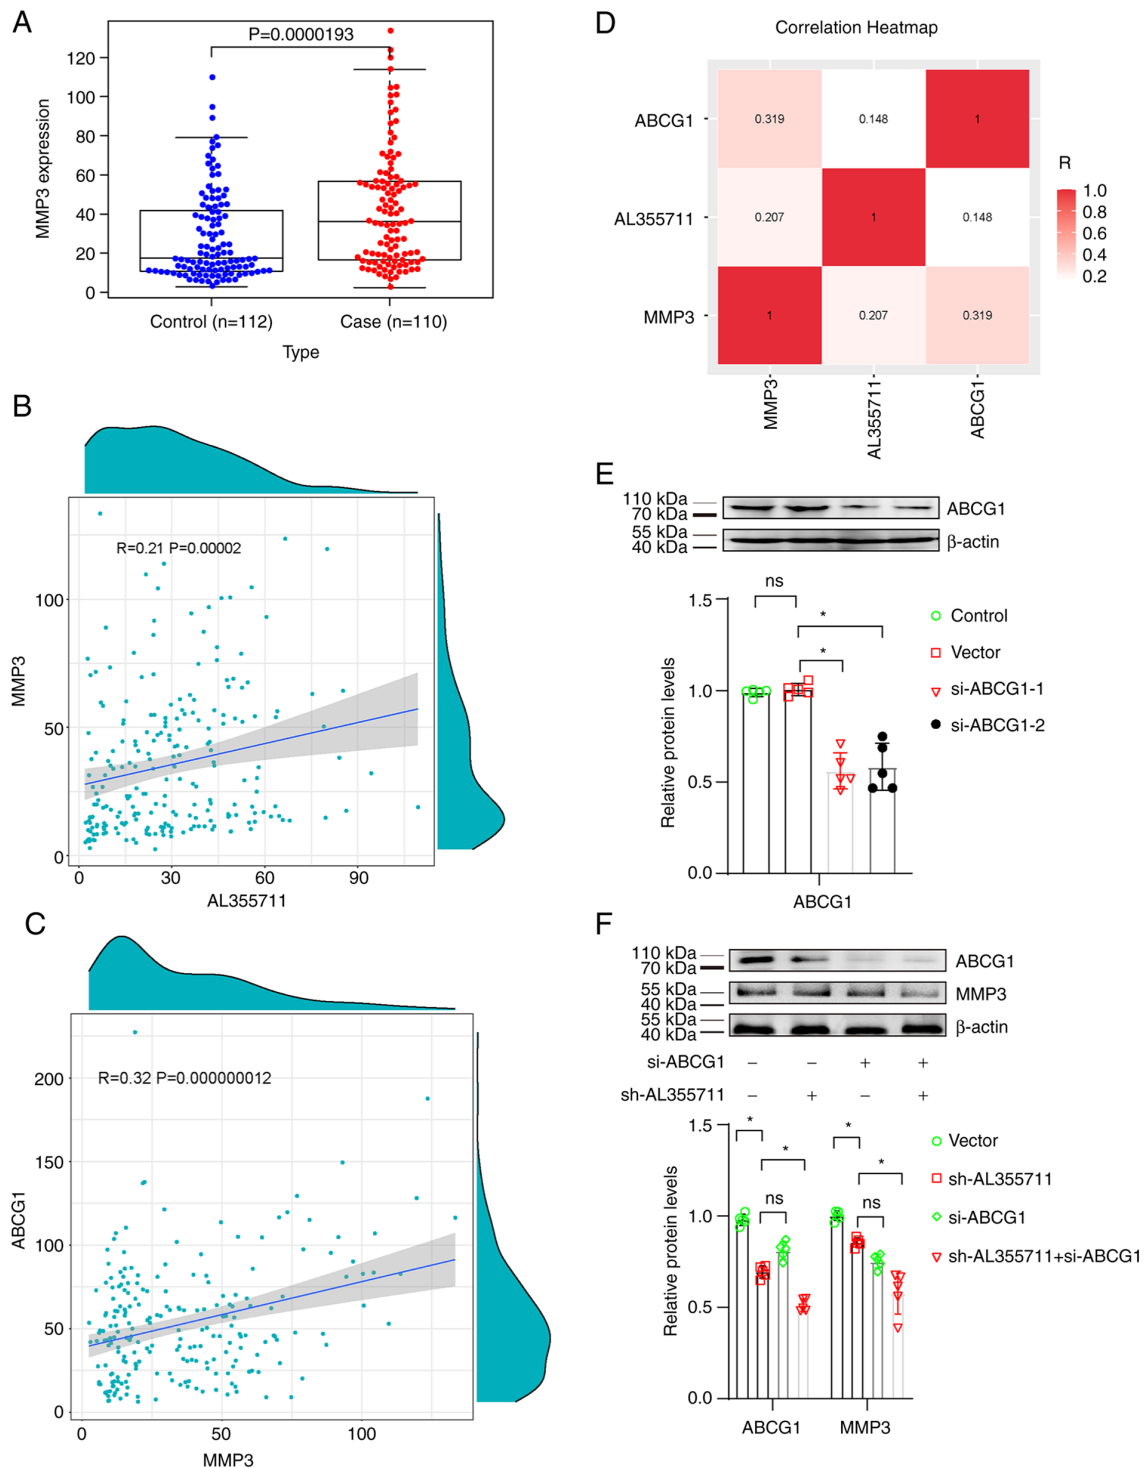 A
P=0.0000193
MMP3 expression
120
100
80
60
40
20
0
Control (n=112)
Case (n=110)
Type
B
R=0.21 P=0.00002
MMP3
100
50
0
0
30
60
90
AL355711
C
R=0.32 P=0.000000012
ABCG1
200
150
100
50
0
0
50
100
MMP3
D
Correlation Heatmap
ABCG1
0.319
0.148
1
AL355711
0.207
1
0.148
MMP3
1
0.207
0.319
MMP3
AL355711
ABCG1
R
1.0
0.8
0.6
0.4
0.2
E
110 kDa
70 kDa
ABCG1
55 kDa
40 kDa
β-actin
ns
*
*
Relative protein levels
1.5
1.0
0.5
0.0
ABCG1
Control
Vector
si-ABCG1-1
si-ABCG1-2
F
110 kDa
70 kDa
ABCG1
55 kDa
40 kDa
MMP3
55 kDa
40 kDa
β-actin
si-ABCG1 − − + +
sh-AL355711 − + − +
Relative protein levels
1.5
1.0
0.5
0.0
*
*
ns
*
*
ns
ABCG1
MMP3
Vector
sh-AL355711
si-ABCG1
sh-AL355711+si-ABCG1